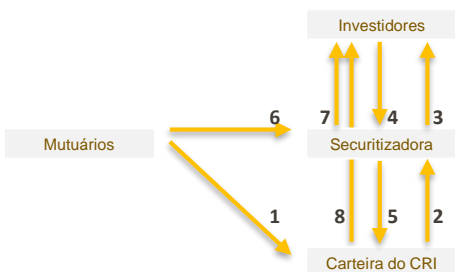 Investidores
6 7 4 3
Mutuários Securitizadora
1 8 5 2
Carteira do CRI